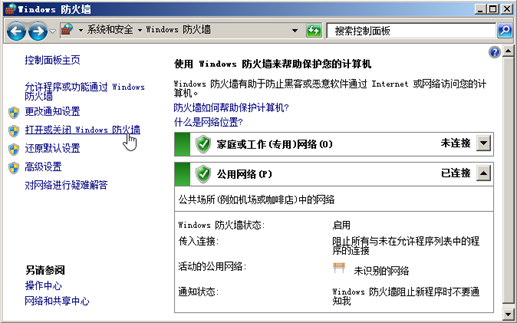 Windows 防火墙
系统和安全 Windows 防火墙
搜索控制面板
控制面板主页
允许程序或功能通过 Windows
防火墙
更改通知设置
打开或关闭 Windows 防火墙
还原默认设置
高级设置
对网络进行疑难解答
另请参阅
操作中心
网络和共享中心
使用 Windows 防火墙来帮助保护您的计算机
Windows 防火墙有助于防止黑客或恶意软件通过 Internet 或网络访问您的计
算机。
防火墙如何帮助保护计算机?
什么是网络位置?
家庭或工作(专用)网络(O) 未连接
公用网络(P) 已连接
公共场所(例如机场或咖啡店)中的网络
Windows 防火墙状态: 启用
传入连接: 阻止所有与未在允许程序列表中的程
序的连接
活动的公用网络: 未识别的网络
通知状态: Windows 防火墙阻止新程序时不要通
知我